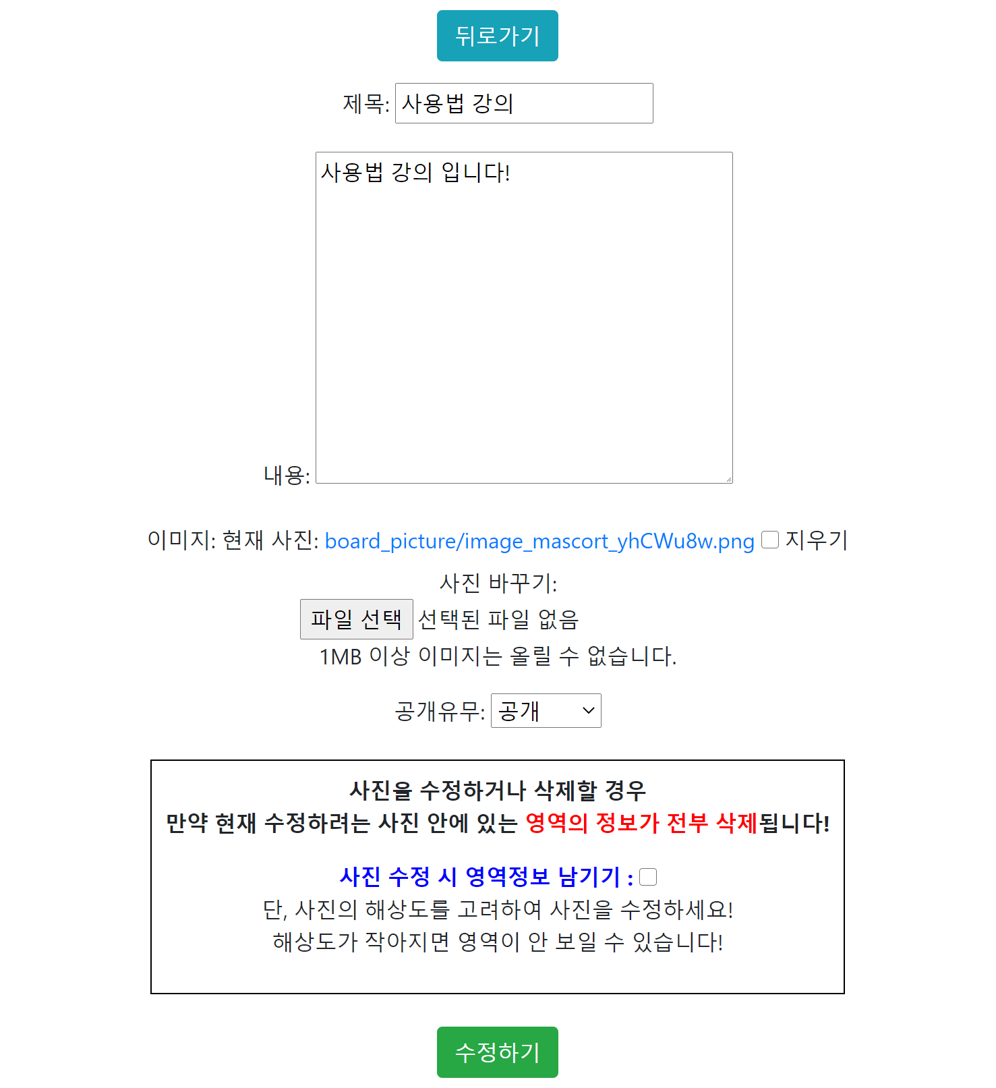 뒤로가기
제목: 사용법 강의
사용법 강의 입니다!
내용:
이미지: 현재 사진: board_picture/image_mascort_yhCWu8w.png 지우기
사진 바꾸기:
파일 선택 선택된 파일 없음
1MB 이상 이미지는 올릴 수 없습니다.
공개유무: 공개
사진을 수정하거나 삭제할 경우
만약 현재 수정하려는 사진 안에 있는 영역의 정보가 전부 삭제됩니다!
사진 수정 시 영역정보 남기기 :
단, 사진의 해상도를 고려하여 사진을 수정하세요!
해상도가 작아지면 영역이 안 보일 수 있습니다!
수정하기